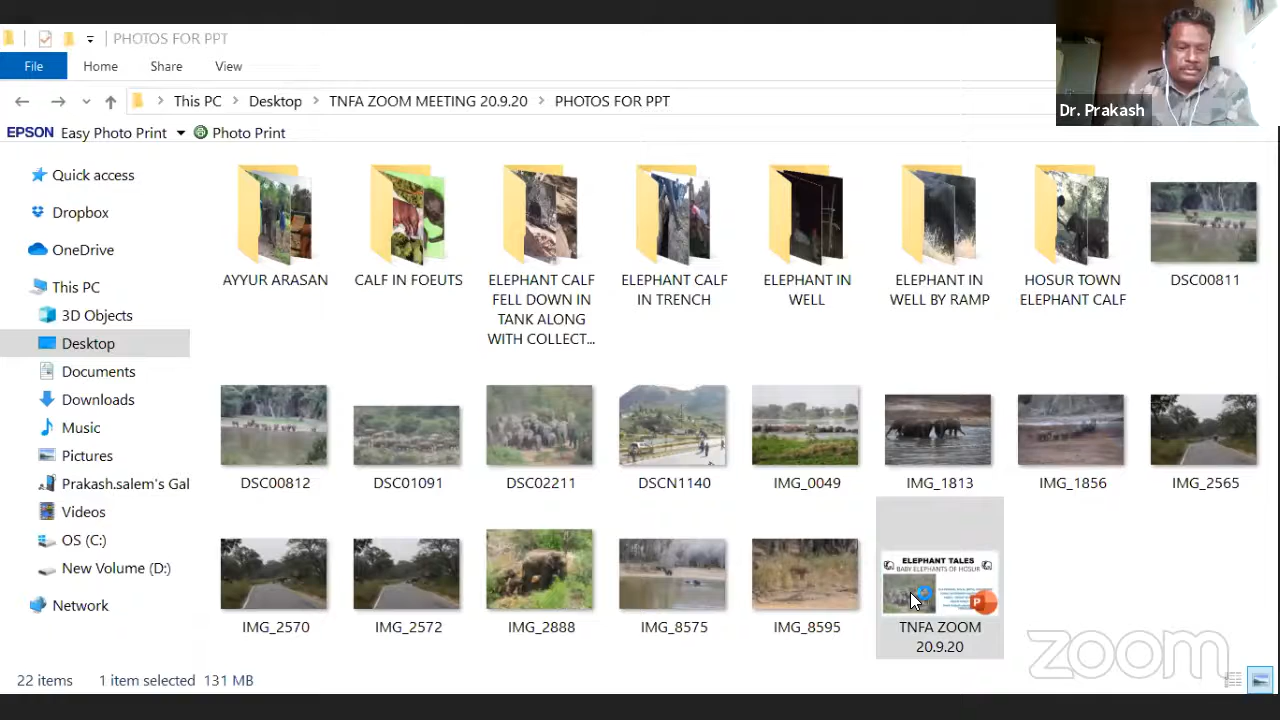 PHOTOS FOR PPT
File Home Share View
This PC Desktop TNFA ZOOM MEETING 20.9.20 PHOTOS FOR PPT
Dr. Prakash
EPSON Easy Photo Print Photo Print
Quick access
Dropbox
OneDrive
This PC
3D Objects
Desktop
Documents
Downloads
Music
Pictures
Prakash.salem's Gal
Videos
OS (C:)
New Volume (D:)
Network
AYYUR ARASAN
CALF IN FOEUTS
ELEPHANT CALF
FELL DOWN IN
TANK ALONG
WITH COLLECT...
ELEPHANT CALF
IN TRENCH
ELEPHANT IN
WELL
ELEPHANT IN
WELL BY RAMP
HOSUR TOWN
ELEPHANT CALF
DSC00811
DSC00812
DSC01091
DSC02211
DSCN1140
IMG_0049
IMG_1813
IMG_1856
IMG_2565
IMG_2570
IMG_2572
IMG_2888
IMG_8575
IMG_8595
ELEPHANT TALES
BABY ELEPHANTS OF HOSUR
P
TNFA ZOOM
20.9.20
zoom
22 items 1 item selected 131 MB